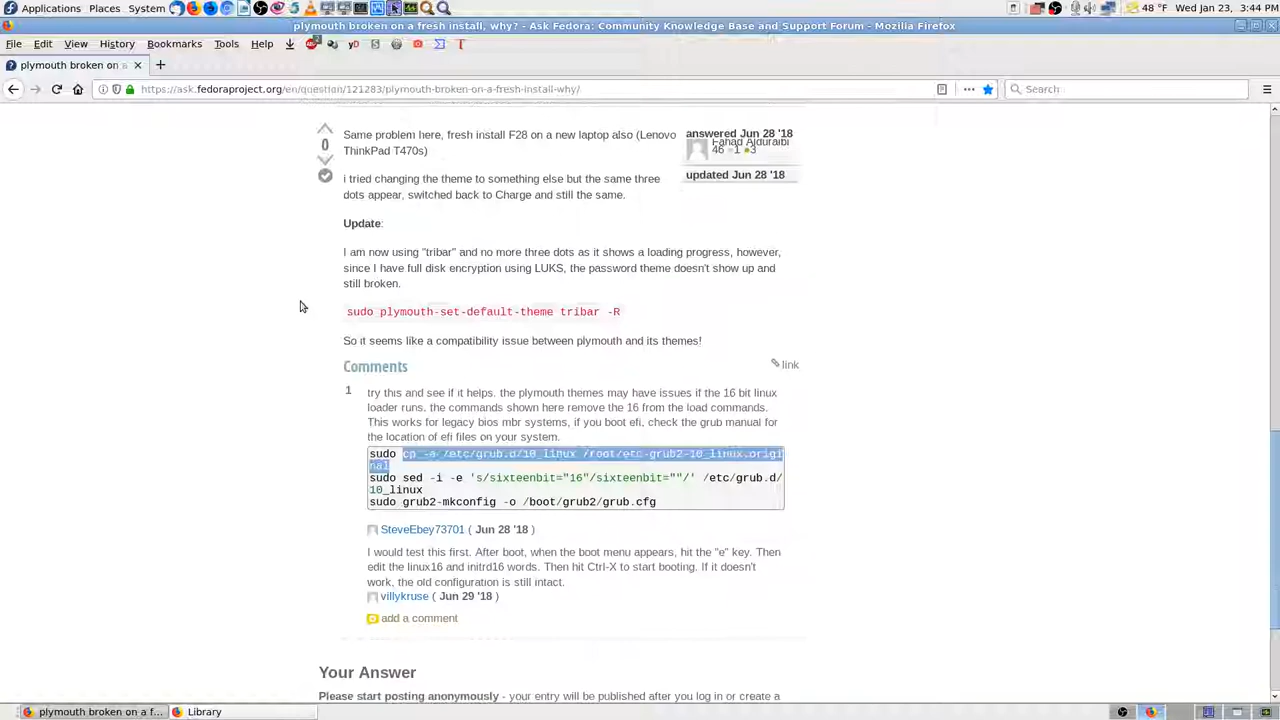 Applications Places System 48 °F Wed Jan 23, 3:44 PM
plymouth broken on a fresh install, why? - Ask Fedora: Community Knowledge Base and Support Forum - Mozilla Firefox
File Edit View History Bookmarks Tools Help
plymouth broken on a
https://ask.fedoraproject.org/en/question/121283/plymouth-broken-on-a-fresh-install-why/ Search
0
Same problem here, fresh install F28 on a new laptop also (Lenovo
ThinkPad T470s)
answered Jun 28 '18
Fahad Alduraibi
46 1 3
updated Jun 28 '18
i tried changing the theme to something else but the same three
dots appear, switched back to Charge and still the same.
Update:
I am now using "tribar" and no more three dots as it shows a loading progress, however,
since I have full disk encryption using LUKS, the password theme doesn't show up and
still broken.
sudo plymouth-set-default-theme tribar -R
So it seems like a compatibility issue between plymouth and its themes!
Comments link
1
try this and see if it helps. the plymouth themes may have issues if the 16 bit linux
loader runs. the commands shown here remove the 16 from the load commands.
This works for legacy bios mbr systems, if you boot efi, check the grub manual for
the location of efi files on your system.
sudo cp -a /etc/grub.d/10_linux /root/etc-grub2-10_linux.origi
nal
sudo sed -i -e 's/sixteenbit="16"/sixteenbit=""/' /etc/grub.d/
10_linux
sudo grub2-mkconfig -o /boot/grub2/grub.cfg
SteveEbey73701 ( Jun 28 '18 )
I would test this first. After boot, when the boot menu appears, hit the "e" key. Then
edit the linux16 and initrd16 words. Then hit Ctrl-X to start booting. If it doesn't
work, the old configuration is still intact.
villykruse ( Jun 29 '18 )
add a comment
Your Answer
Please start posting anonymously - your entry will be published after you log in or create a
plymouth broken on a f... Library